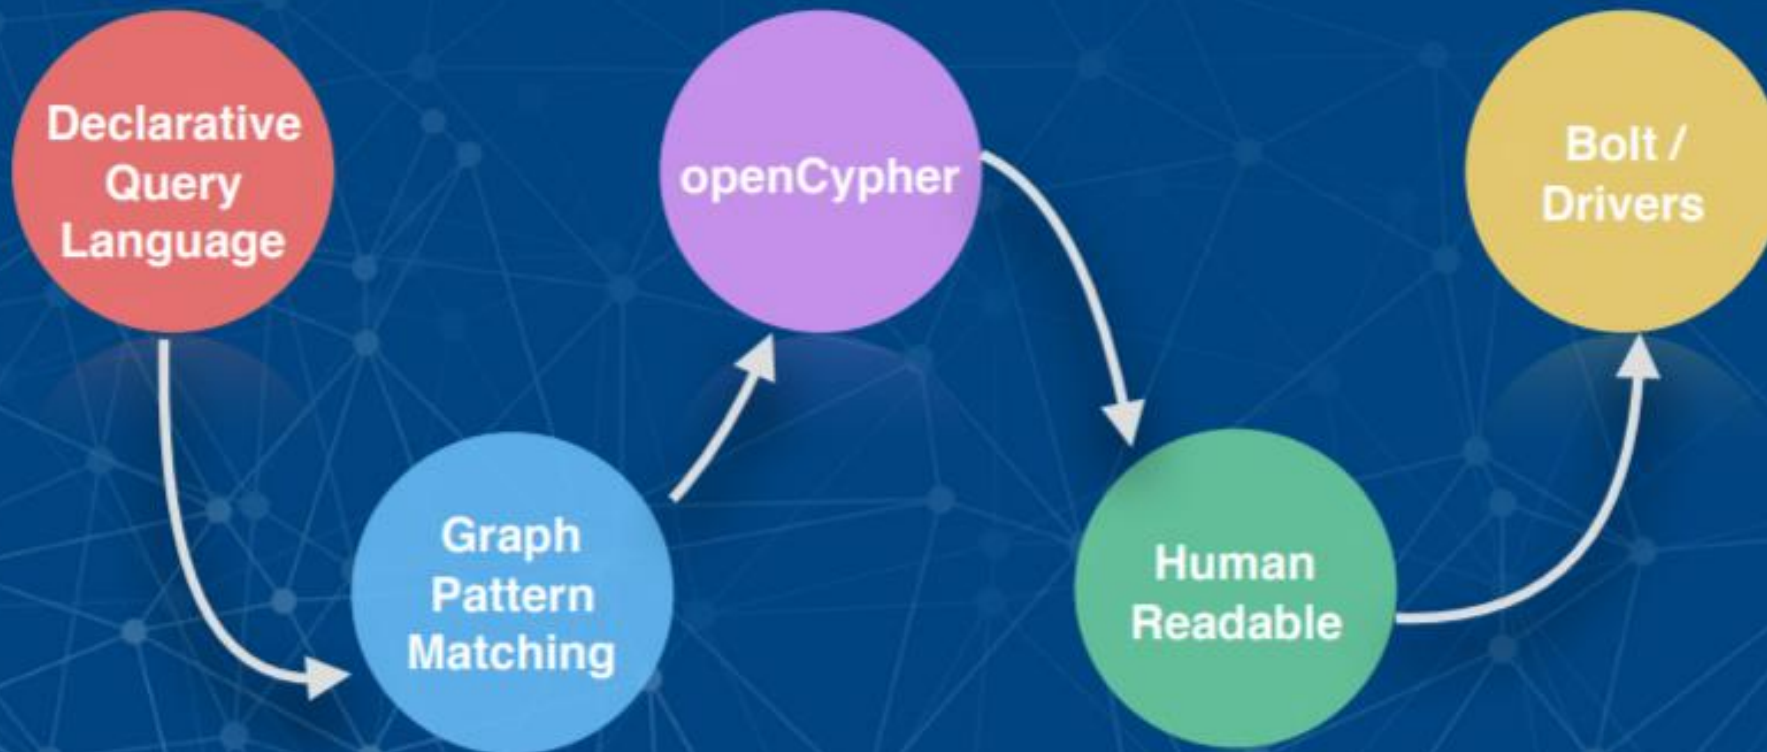 Declarative
Query
Language
Graph
Pattern
Matching
openCypher
Human
Readable
Bolt /
Drivers